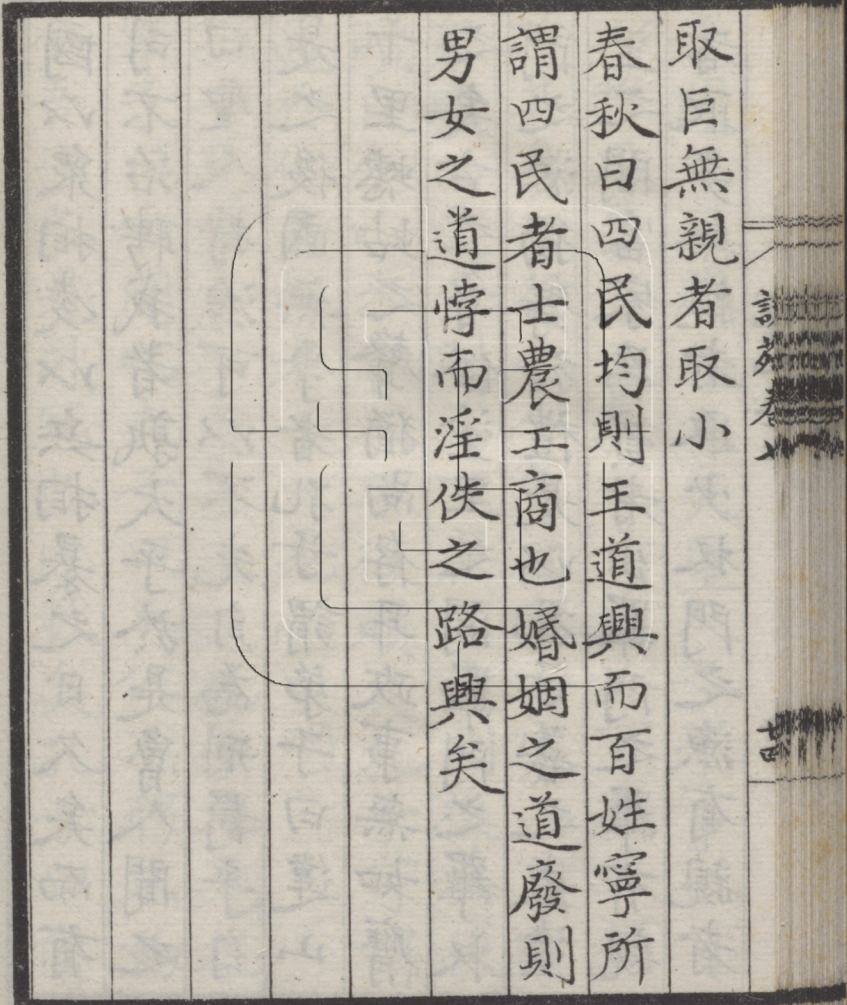 說苑卷七
取巨無親者取小
春秋曰四民均則王道興而百姓寧所
謂四民者士農工商也婚姻之道廢則
男女之道悖而淫佚之路興矣